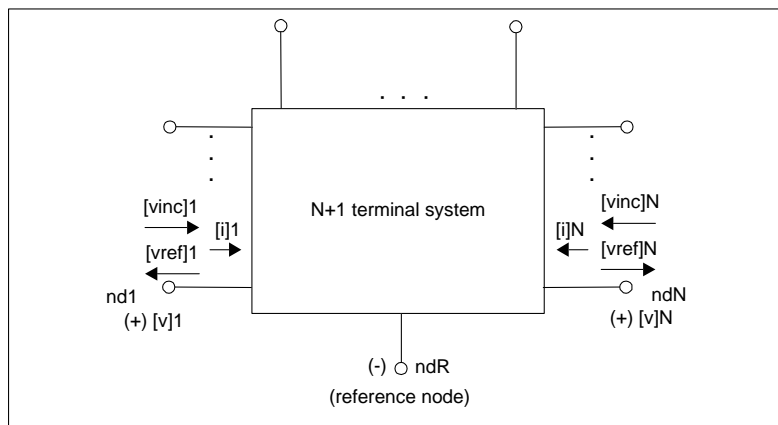 . . .
N+1 terminal system
[vinc]1
[i]1
[vref]1
nd1
(+) [v]1
[vinc]N
[i]N
[vref]N
ndN
(+) [v]N
(-) ndR
(reference node)